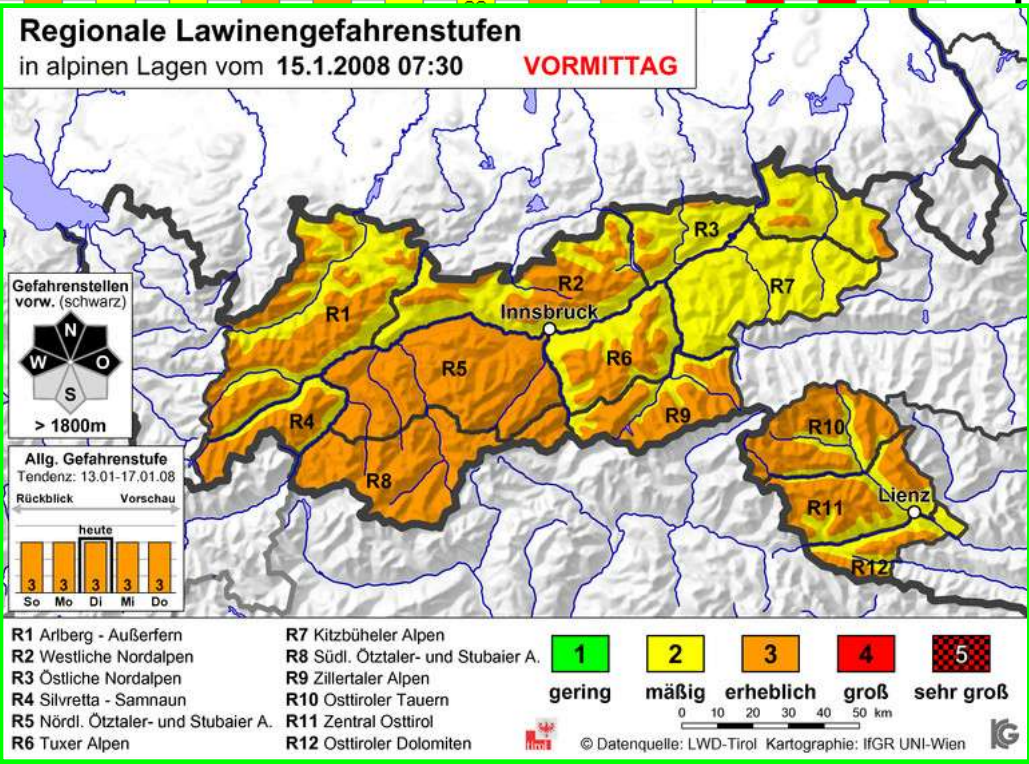 Regionale Lawinengefahrenstufen
in alpinen Lagen vom 15.1.2008 07:30 VORMITTAG
R3
R2
R7
Innsbruck
R1
R6
R5
R9
R4
R10
R8
Lienz
R11
R12
Gefahrenstellen
vorw. (schwarz)
N
W O
S
> 1800m
Allg. Gefahrenstufe
Tendenz: 13.01-17.01.08
Rückblick Vorschau
heute
3 3 3 3 3
So Mo Di Mi Do
R1 Arlberg - Außerfern
R2 Westliche Nordalpen
R3 Östliche Nordalpen
R4 Silvretta - Samnaun
R5 Nördl. Ötztaler- und Stubaier A.
R6 Tuxer Alpen
R7 Kitzbüheler Alpen
R8 Südl. Ötztaler- und Stubaier A.
R9 Zillertaler Alpen
R10 Osttiroler Tauern
R11 Zentral Osttirol
R12 Osttiroler Dolomiten
1 2 3 4 5
gering mäßig erheblich groß sehr groß
0 10 20 30 40 50 km
tirol
© Datenquelle: LWD-Tirol Kartographie: IfGR UNI-Wien